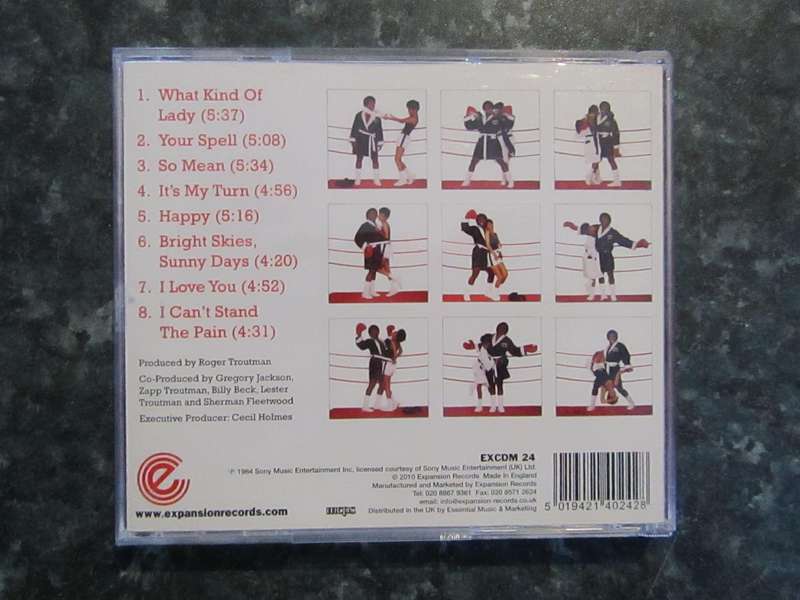 1. What Kind Of
Lady (5:37)
2. Your Spell (5:08)
3. So Mean (5:34)
4. It's My Turn (4:56)
5. Happy (5:16)
6. Bright Skies,
Sunny Days (4:20)
7. I Love You (4:52)
8. I Can't Stand
The Pain (4:31)
Produced by Roger Troutman
Co-Produced by Gregory Jackson,
Zapp Troutman, Billy Beck, Lester
Troutman and Sherman Fleetwood
Executive Producer: Cecil Holmes
e
www.expansionrecords.com
EXCDM 24
℗ 1984 Sony Music Entertainment Inc, licensed courtesy of Sony Music Entertainment (UK) Ltd.
© 2010 Expansion Records Made in England
Manufactured and Marketed by Expansion Records
Tel: 020 8867 9361 Fax: 020 8571 2624
email: info@expansion-records.co.uk
Distributed in the UK by Essential Music & Marketing
5 019421 402428